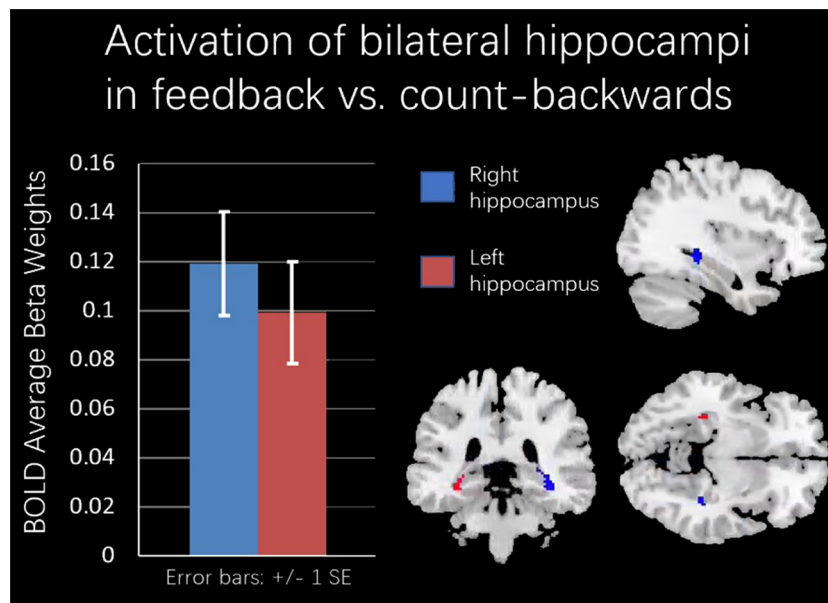 Activation of bilateral hippocampi
in feedback vs. count-backwards
BOLD Average Beta Weights
0.16
0.14
0.12
0.1
0.08
0.06
0.04
0.02
0
Error bars: +/- 1 SE
Right
hippocampus
Left
hippocampus